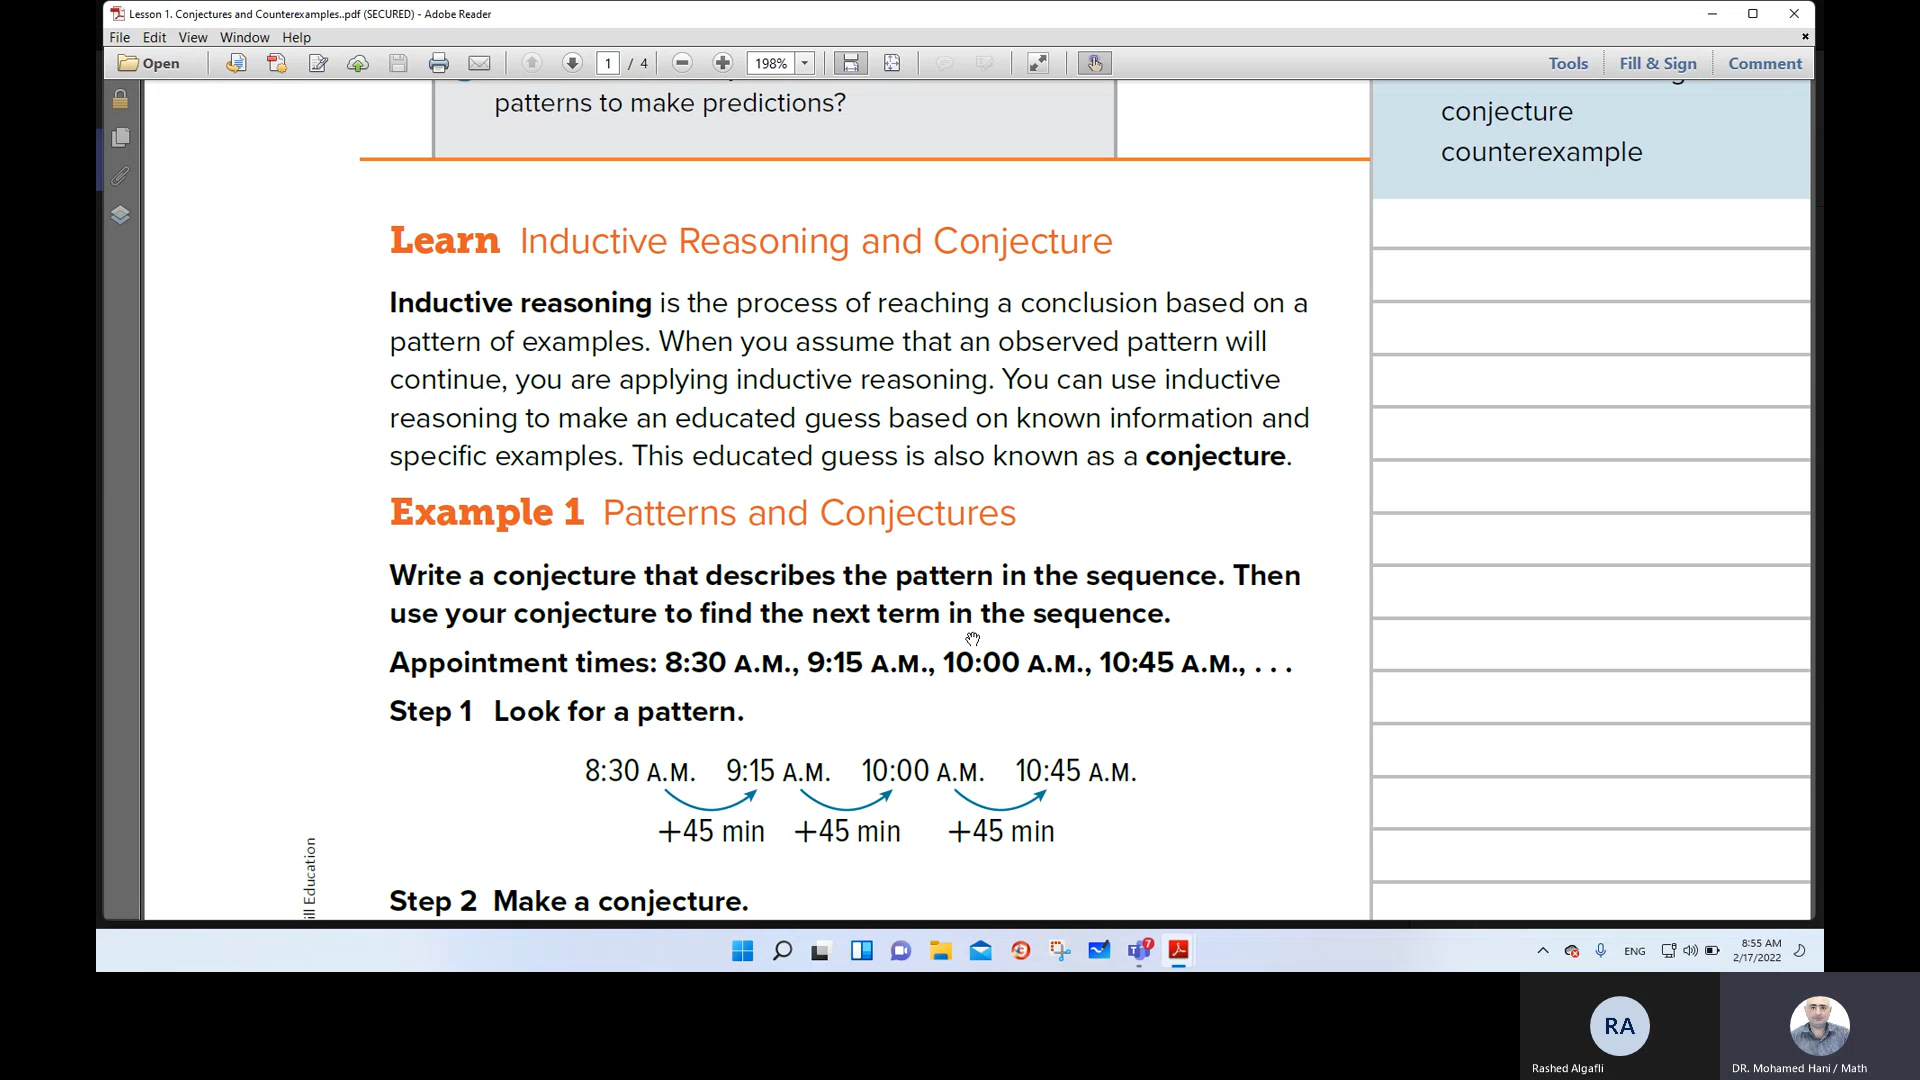 Lesson 1. Conjectures and Counterexamples..pdf (SECURED) - Adobe Reader
File Edit View Window Help
Open 1 / 4 198% Tools Fill & Sign Comment
patterns to make predictions?
conjecture
counterexample
Learn Inductive Reasoning and Conjecture
Inductive reasoning is the process of reaching a conclusion based on a
pattern of examples. When you assume that an observed pattern will
continue, you are applying inductive reasoning. You can use inductive
reasoning to make an educated guess based on known information and
specific examples. This educated guess is also known as a conjecture.
Example 1 Patterns and Conjectures
Write a conjecture that describes the pattern in the sequence. Then
use your conjecture to find the next term in the sequence.
Appointment times: 8:30 A.M., 9:15 A.M., 10:00 A.M., 10:45 A.M., . . .
Step 1 Look for a pattern.
8:30 A.M. 9:15 A.M. 10:00 A.M. 10:45 A.M.
+45 min +45 min +45 min
Step 2 Make a conjecture.
ill Education
7
ENG
8:55 AM
2/17/2022
RA
Rashed Algafli
DR. Mohamed Hani / Math